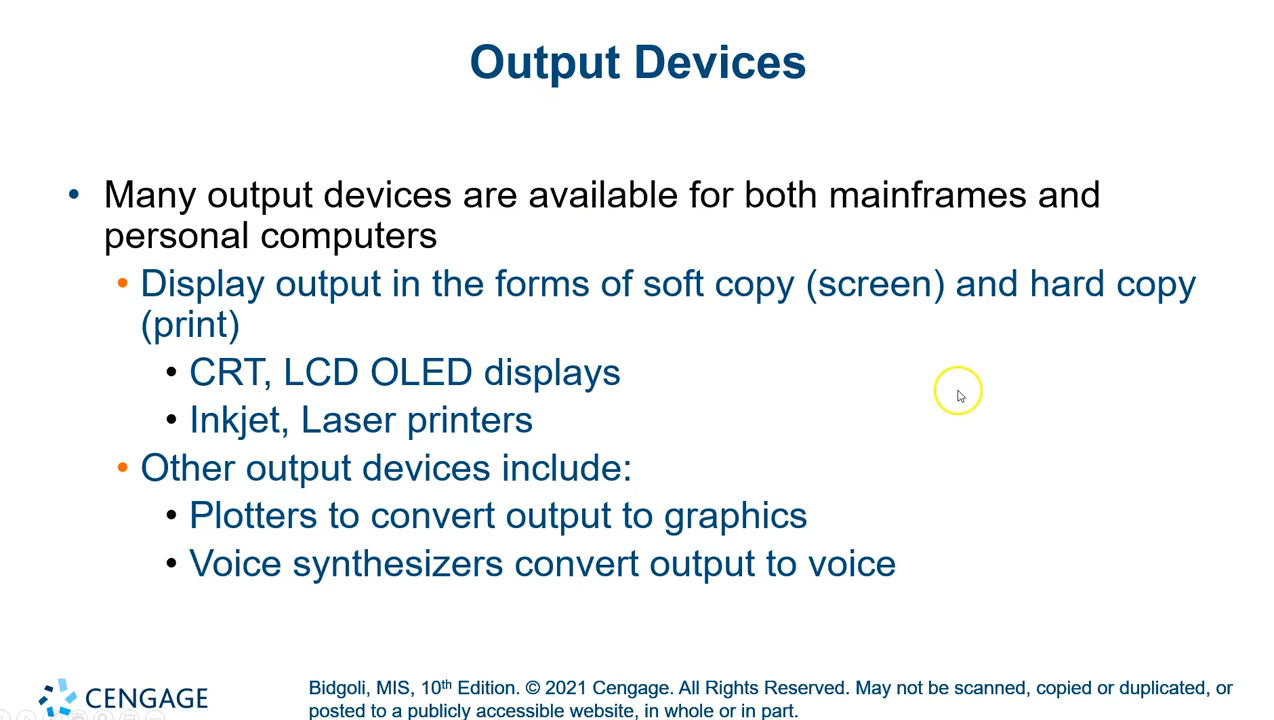 Output Devices
• Many output devices are available for both mainframes and
personal computers
• Display output in the forms of soft copy (screen) and hard copy
(print)
• CRT, LCD OLED displays
• Inkjet, Laser printers
• Other output devices include:
• Plotters to convert output to graphics
• Voice synthesizers convert output to voice
CENGAGE
Bidgoli, MIS, 10th Edition. © 2021 Cengage. All Rights Reserved. May not be scanned, copied or duplicated, or
posted to a publicly accessible website, in whole or in part.